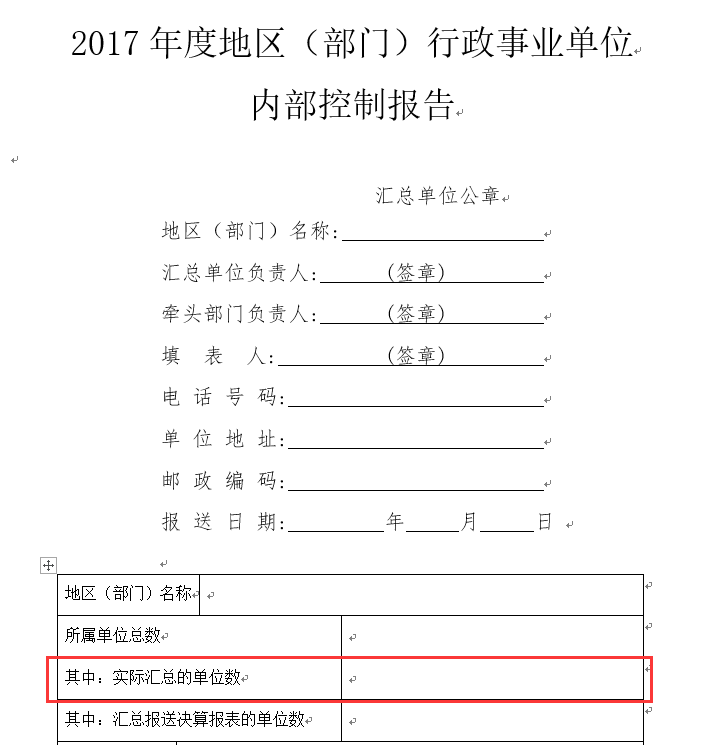 2017 年度地区（部门）行政事业单位
内部控制报告
汇总单位公章
地区（部门）名称:
汇总单位负责人: (签章)
牵头部门负责人: (签章)
填 表 人: (签章)
电 话 号 码:
单 位 地 址:
邮 政 编 码:
报 送 日 期: 年 月 日
地区（部门）名称
所属单位总数
其中：实际汇总的单位数
其中：汇总报送决算报表的单位数